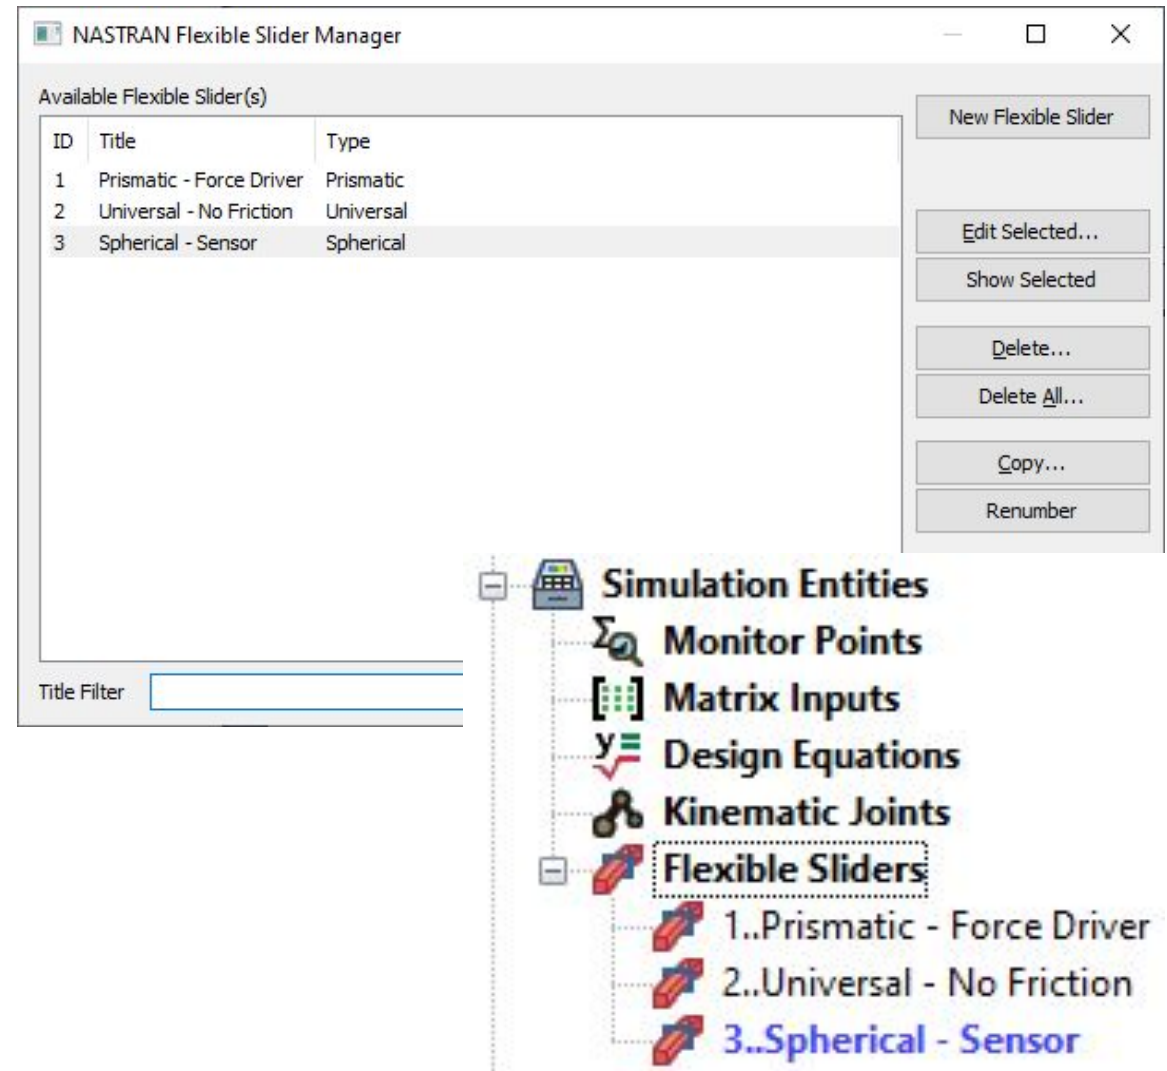 NASTRAN Flexible Slider Manager
Available Flexible Slider(s)
New Flexible Slider
ID Title Type
1 Prismatic - Force Driver Prismatic
2 Universal - No Friction Universal
3 Spherical - Sensor Spherical
Edit Selected...
Show Selected
Delete...
Delete All...
Copy...
Renumber
Title Filter
Simulation Entities
Monitor Points
Matrix Inputs
Design Equations
Kinematic Joints
Flexible Sliders
1..Prismatic - Force Driver
2..Universal - No Friction
3..Spherical - Sensor